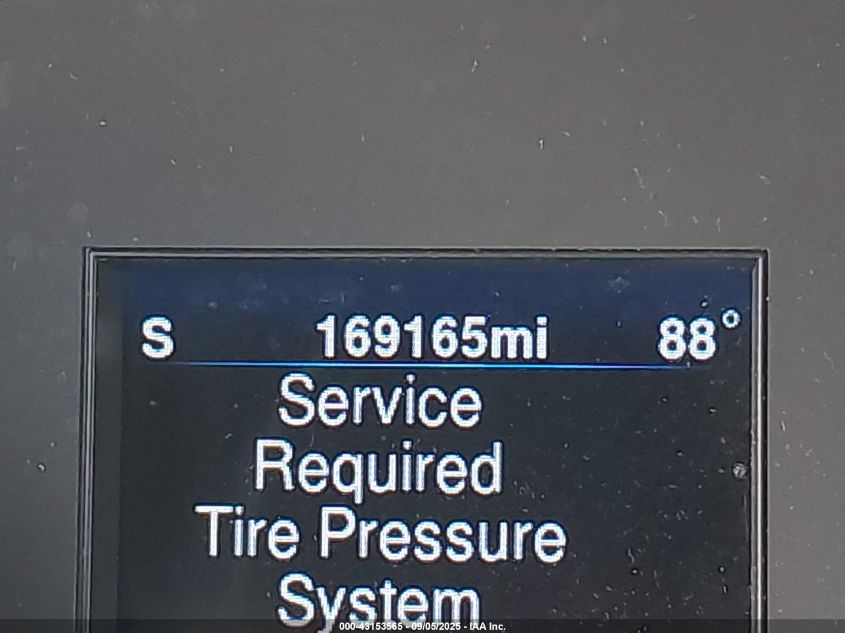 S 169165mi 88°
Service
Required
Tire Pressure
System
000-43153565 - 09/05/2025 - IAA Inc.